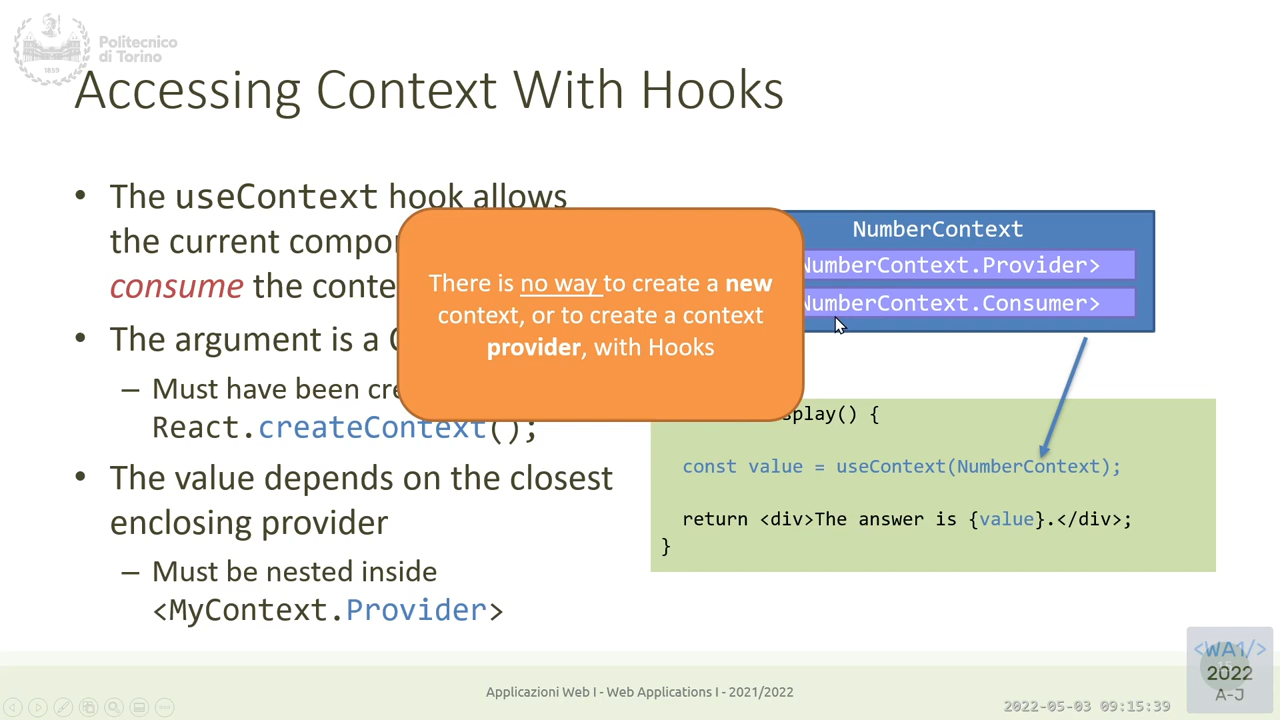 Politecnico
di Torino
1859
Accessing Context With Hooks
• The useContext hook allows
the current compo
consume the conte
• The argument is a C
– Must have been cre
React.createContext();
• The value depends on the closest
enclosing provider
– Must be nested inside
<MyContext.Provider>
There is no way to create a new
context, or to create a context
provider, with Hooks
NumberContext
NumberContext.Provider>
NumberContext.Consumer>
splay() {
const value = useContext(NumberContext);
return <div>The answer is {value}.</div>;
}
Applicazioni Web I - Web Applications I - 2021/2022
<WA1/>
2022
A-J
2022-05-03 09:15:39